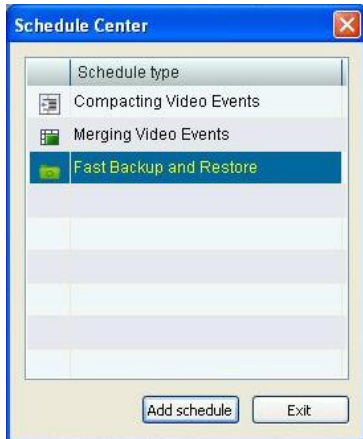 Schedule Center
Schedule type
Compacting Video Events
Merging Video Events
Fast Backup and Restore
Add schedule
Exit